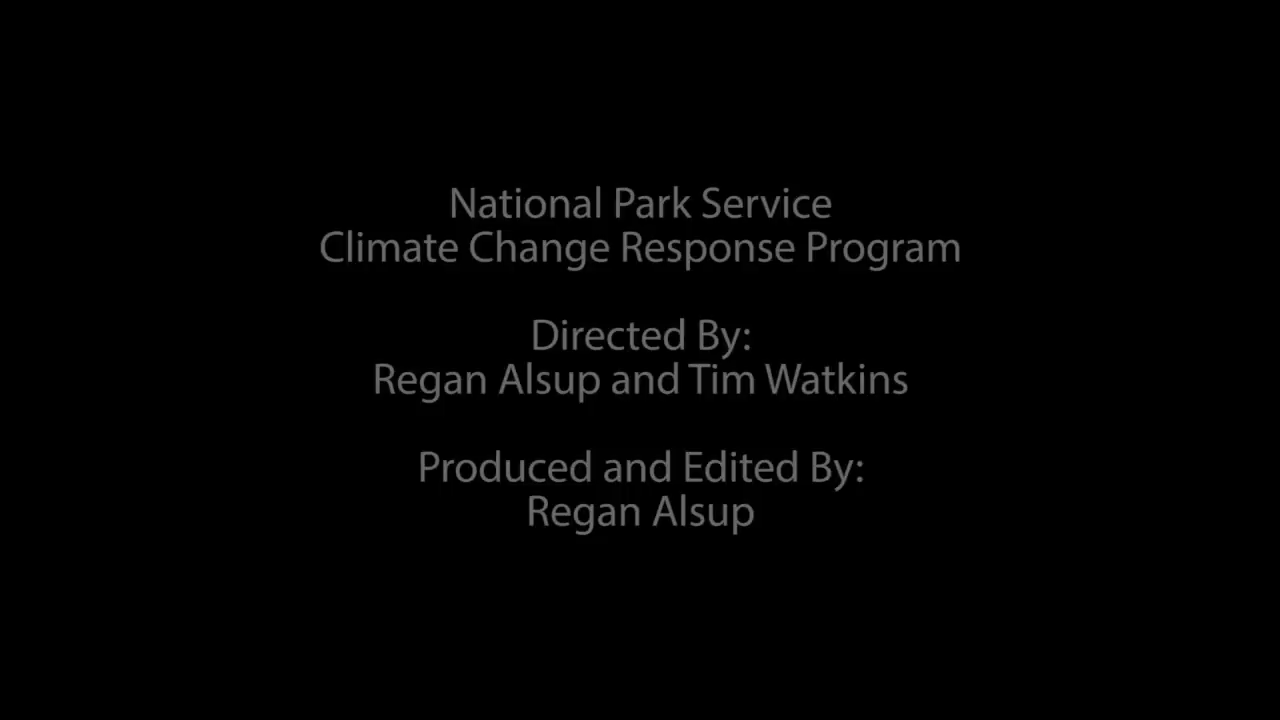 National Park Service
Climate Change Response Program
Directed By:
Regan Alsup and Tim Watkins
Produced and Edited By:
Regan Alsup